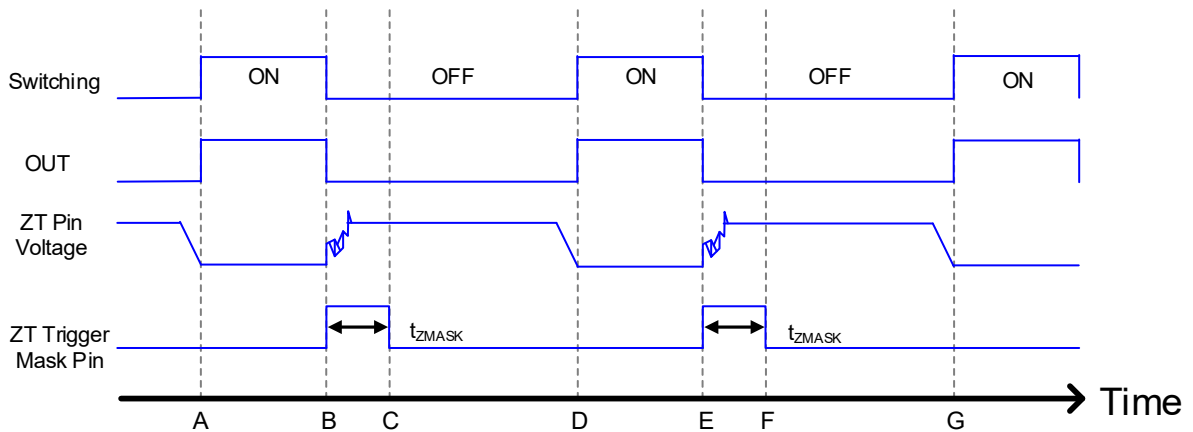 Switching
ON
OFF
ON
OFF
ON
OUT
ZT Pin
Voltage
ZT Trigger
Mask Pin
tZMASK
tZMASK
Time
A
B
C
D
E
F
G